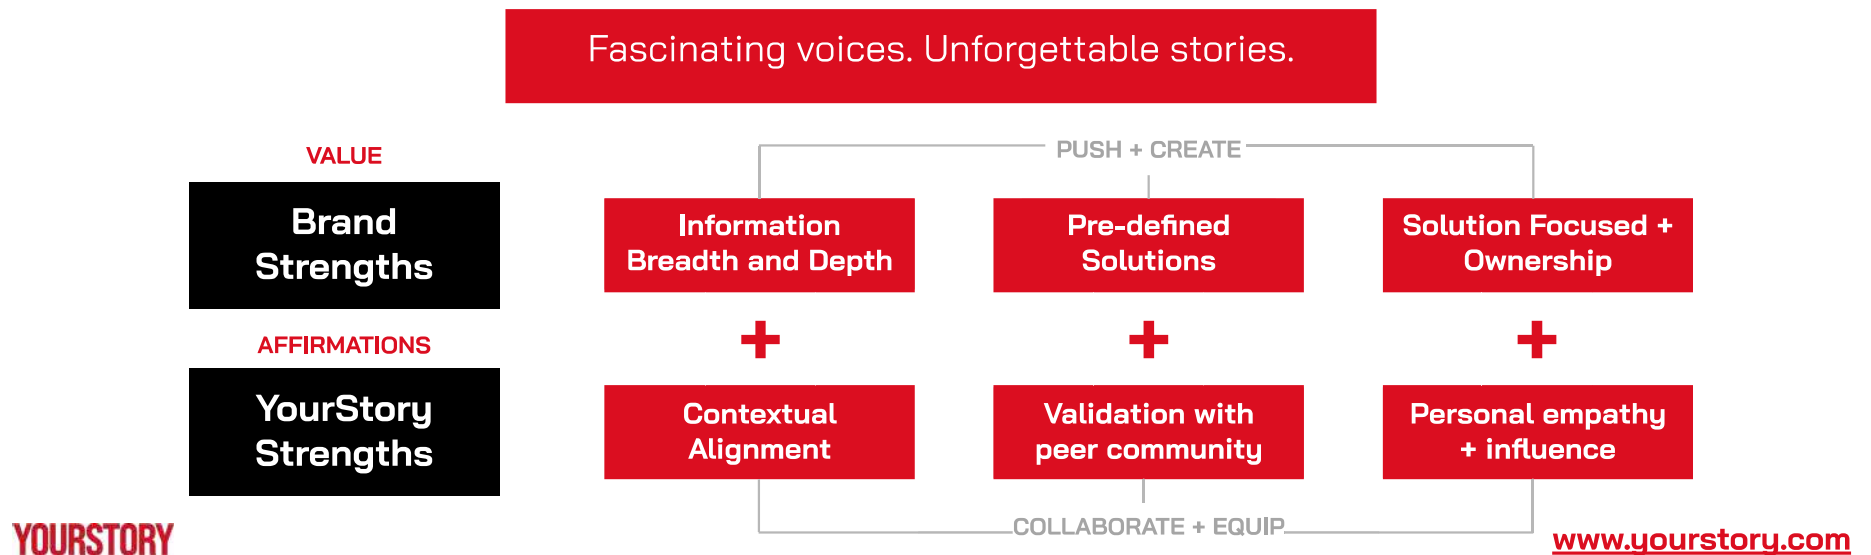 Fascinating voices. Unforgettable stories.
VALUE
PUSH + CREATE
Brand
Strengths
Information
Breadth and Depth
Pre-defined
Solutions
Solution Focused +
Ownership
+
+
+
AFFIRMATIONS
YourStory
Strengths
Contextual
Alignment
Validation with
peer community
Personal empathy
+ influence
COLLABORATE + EQUIP
YOURSTORY
www.yourstory.com